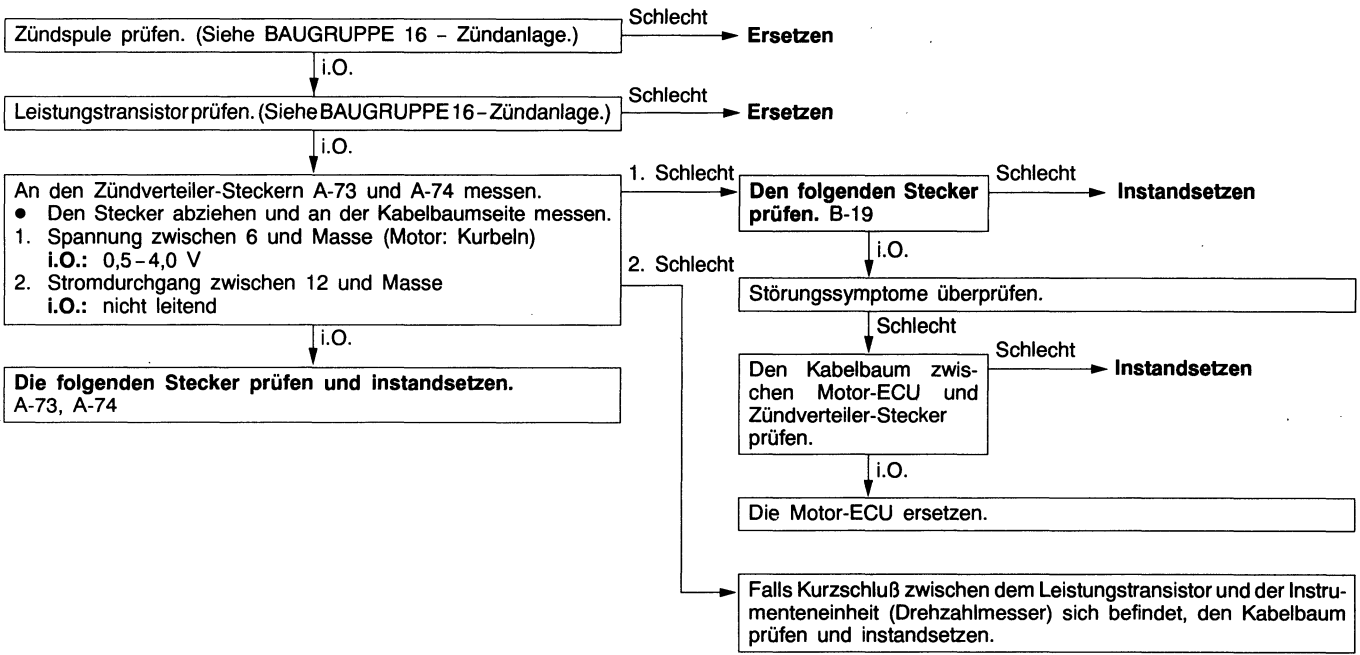 Zündspule prüfen. (Siehe BAUGRUPPE 16 – Zündanlage.)
Schlecht
Ersetzen
i.O.
Leistungstransistor prüfen. (Siehe BAUGRUPPE 16 – Zündanlage.)
Schlecht
Ersetzen
i.O.
An den Zündverteiler-Steckern A-73 und A-74 messen.
● Den Stecker abziehen und an der Kabelbaumseite messen.
1. Spannung zwischen 6 und Masse (Motor: Kurbeln)
i.O.: 0,5–4,0 V
2. Stromdurchgang zwischen 12 und Masse
i.O.: nicht leitend
i.O.
Die folgenden Stecker prüfen und instandsetzen.
A-73, A-74
1. Schlecht
Den folgenden Stecker
prüfen. B-19
Schlecht
Instandsetzen
i.O.
Störungssymptome überprüfen.
Schlecht
Den Kabelbaum zwis-
chen Motor-ECU und
Zündverteiler-Stecker
prüfen.
Schlecht
Instandsetzen
i.O.
Die Motor-ECU ersetzen.
2. Schlecht
Falls Kurzschluß zwischen dem Leistungstransistor und der Instru-
menteneinheit (Drehzahlmesser) sich befindet, den Kabelbaum
prüfen und instandsetzen.